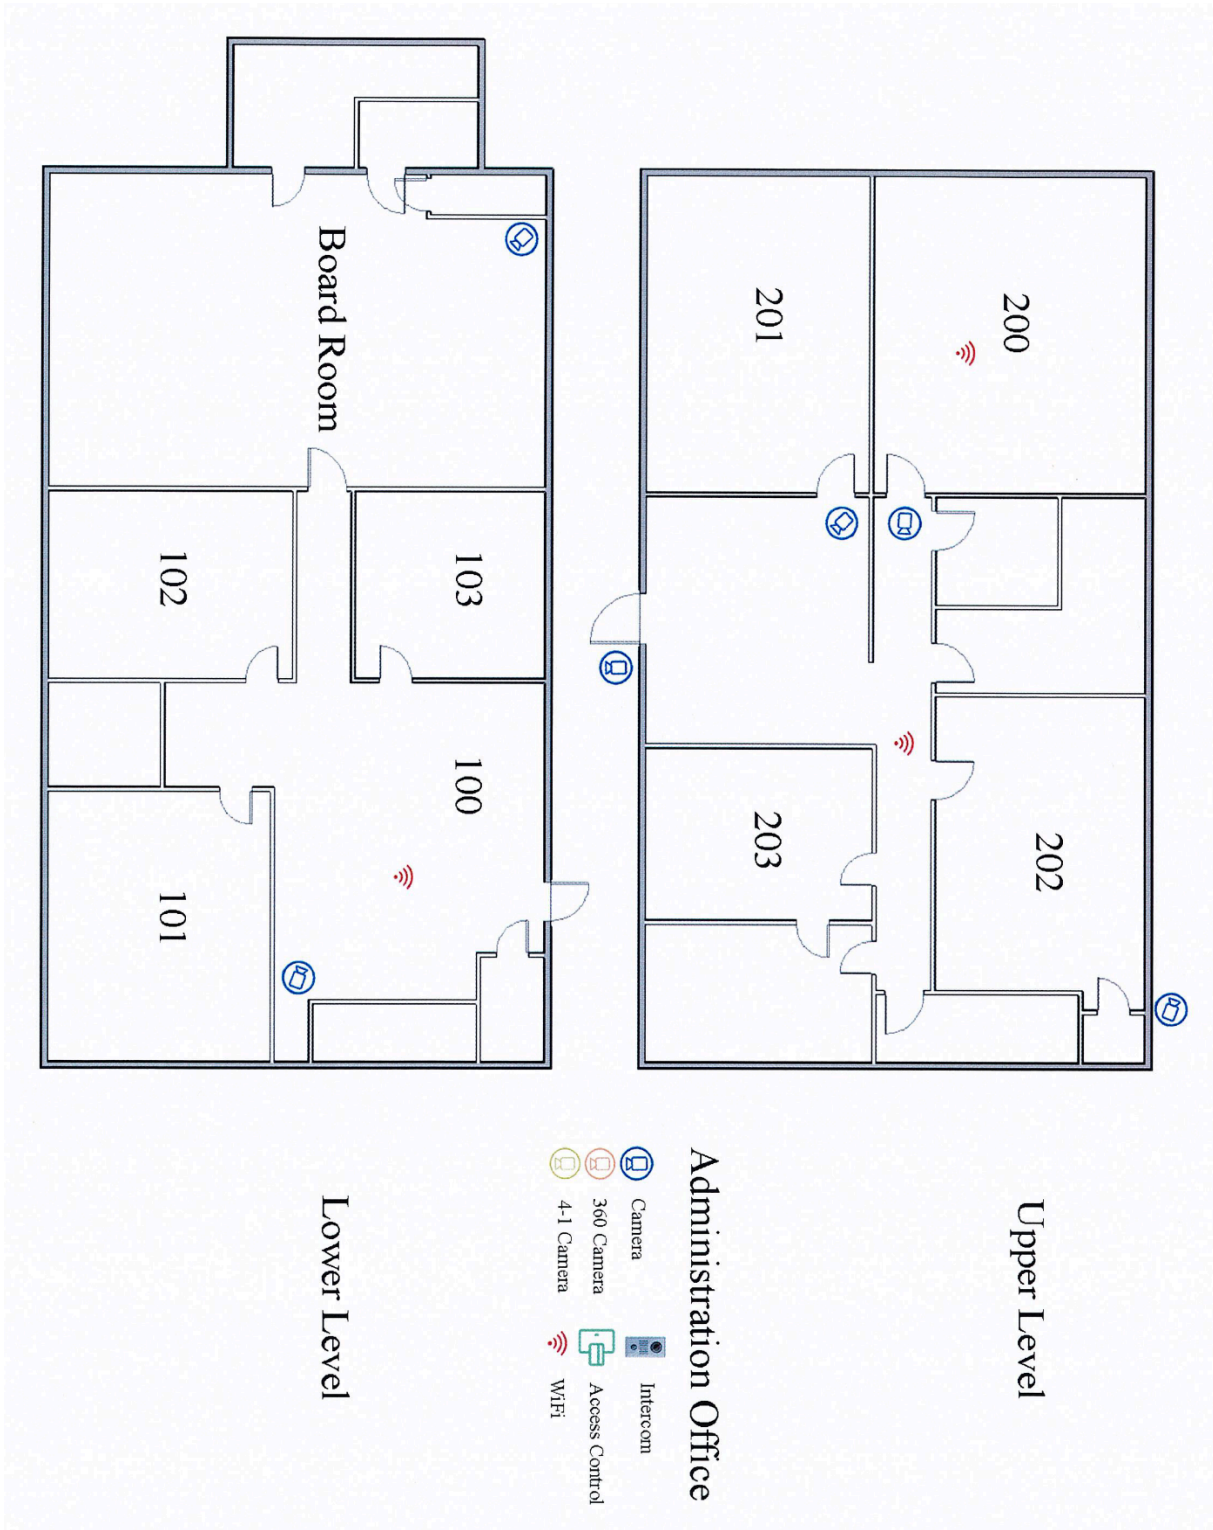 Upper Level
200
202
201
203
Administration Office
Camera
360 Camera
4-1 Camera
Intercom
Access Control
WiFi
Lower Level
Board Room
103
100
102
101